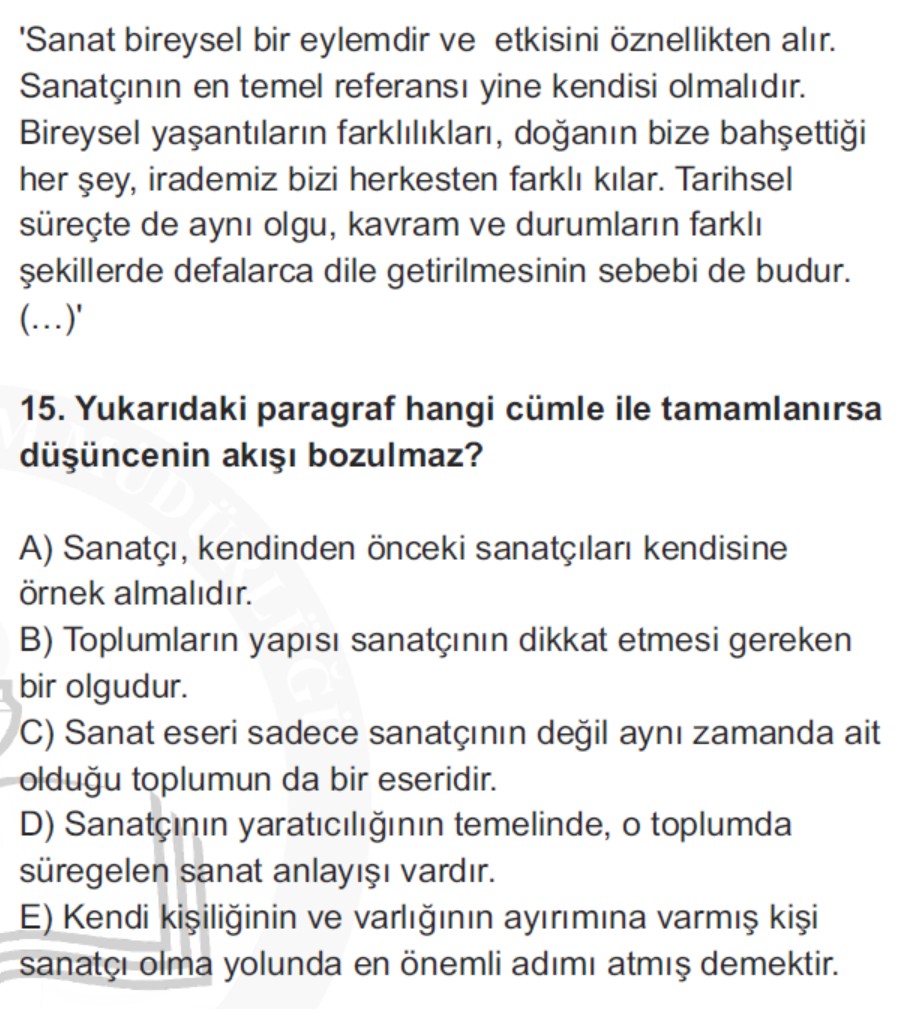 'Sanat bireysel bir eylemdir ve etkisini öznellikten alır.
Sanatçının en temel referansı yine kendisi olmalıdır.
Bireysel yaşantıların farklılıkları, doğanın bize bahşettiği
her şey, irademiz bizi herkesten farklı kılar. Tarihsel
süreçte de aynı olgu, kavram ve durumların farklı
şekillerde defalarca dile getirilmesinin sebebi de budur.
(...)'
15. Yukarıdaki paragraf hangi cümle ile tamamlanırsa
düşüncenin akışı bozulmaz?
A) Sanatçı, kendinden önceki sanatçıları kendisine
örnek almalıdır.
B) Toplumların yapısı sanatçının dikkat etmesi gereken
bir olgudur.
C) Sanat eseri sadece sanatçının değil aynı zamanda ait
olduğu toplumun da bir eseridir.
D) Sanatçının yaratıcılığının temelinde, o toplumda
süregelen sanat anlayışı vardır.
E) Kendi kişiliğinin ve varlığının ayırımına varmış kişi
sanatçı olma yolunda en önemli adımı atmış demektir.